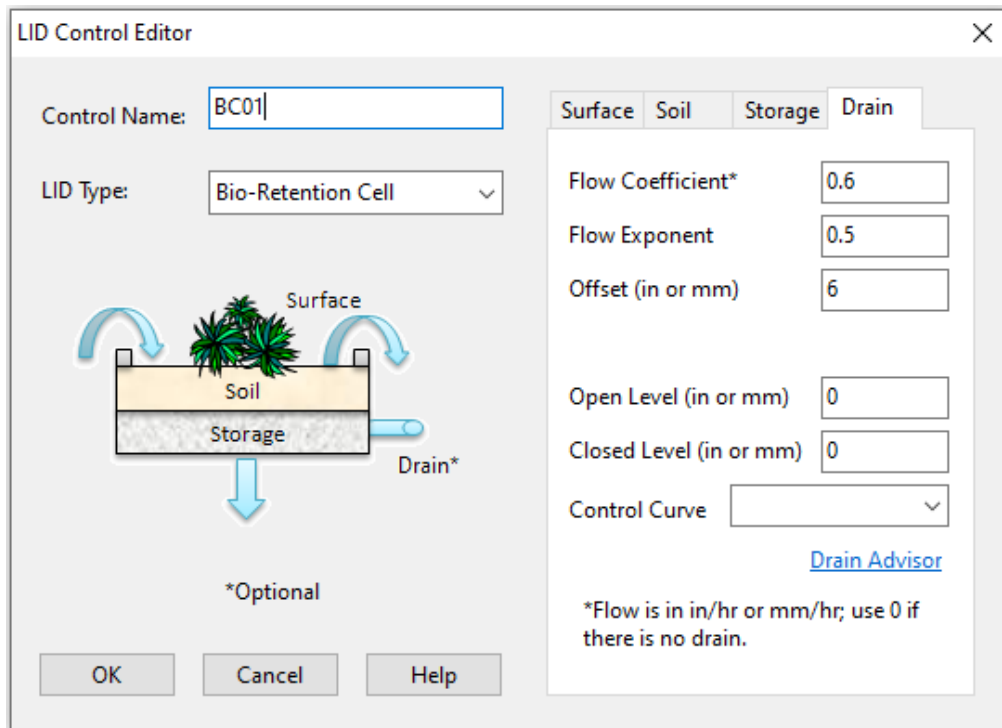 LID Control Editor
Control Name: BC01
LID Type: Bio-Retention Cell
Surface
Soil
Storage
Drain*
*Optional
OK Cancel Help
Surface Soil Storage Drain
Flow Coefficient* 0.6
Flow Exponent 0.5
Offset (in or mm) 6
Open Level (in or mm) 0
Closed Level (in or mm) 0
Control Curve
Drain Advisor
*Flow is in in/hr or mm/hr; use 0 if
there is no drain.